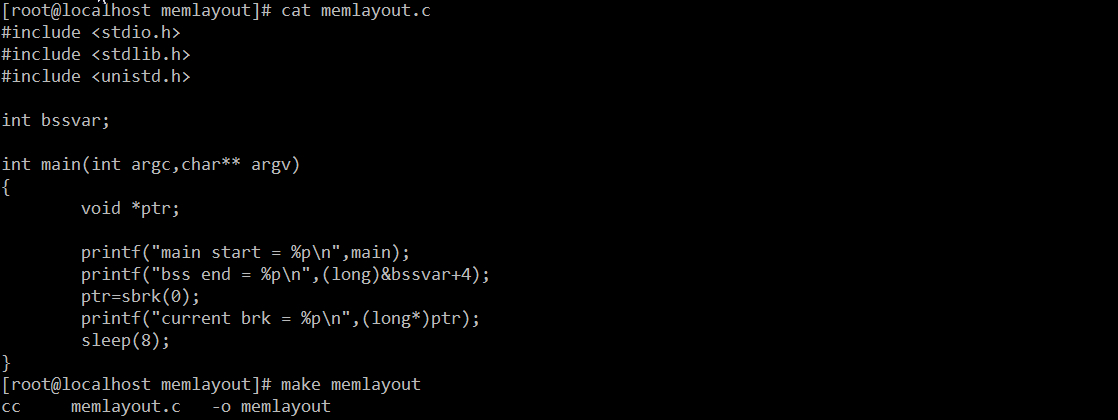 [root@localhost memlayout]# cat memlayout.c
#include <stdio.h>
#include <stdlib.h>
#include <unistd.h>

int bssvar;

int main(int argc,char** argv)
{
        void *ptr;

        printf("main start = %p\n",main);
        printf("bss end = %p\n",(long)&bssvar+4);
        ptr=sbrk(0);
        printf("current brk = %p\n",(long*)ptr);
        sleep(8);
}
[root@localhost memlayout]# make memlayout
cc     memlayout.c   -o memlayout